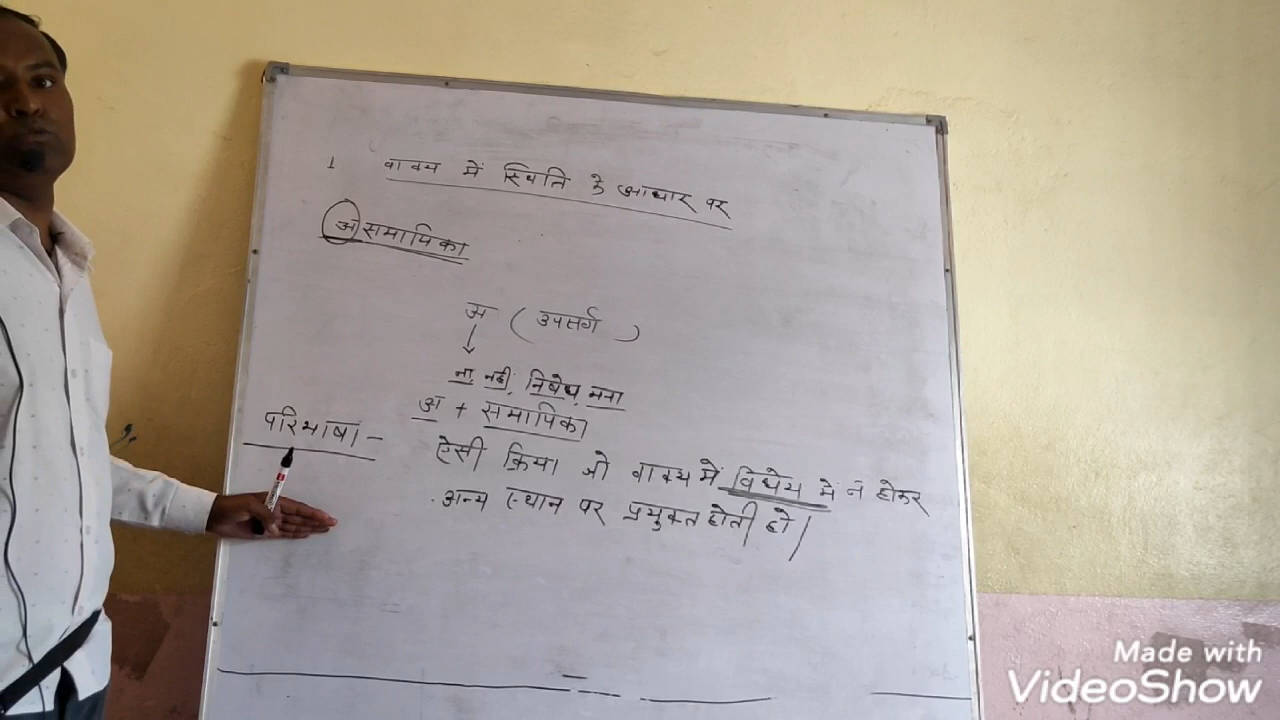 1 वाक्य में स्थिति के आधार पर
असमापिका
अ ( उपसर्ग )
↓
ना, नहीं, निषेध, मना
अ + समापिका
परिभाषा –
ऐसी क्रिया जो वाक्य में विधेय में न होकर
अन्य स्थान पर प्रयुक्त होती हो।
Made with
VideoShow